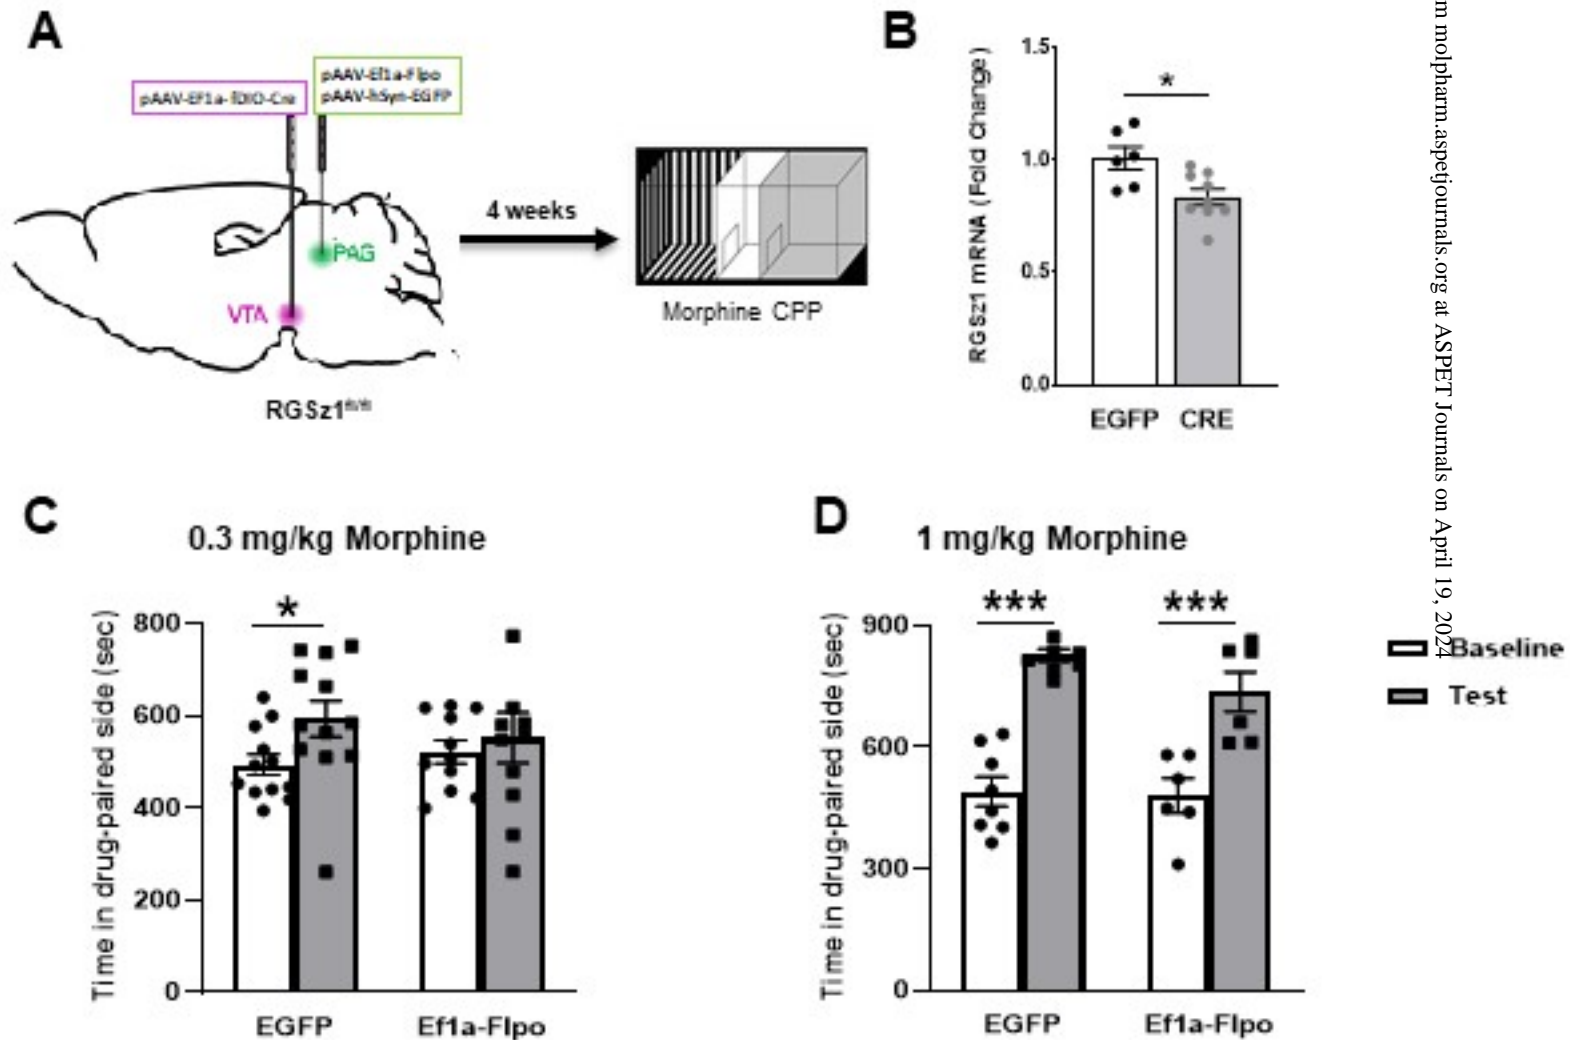 A
pAAV-EF1a-fDIO-Cre
pAAV-Ef1a-Flpo
pAAV-hSyn-EGFP
PAG
VTA
RGSz1fl/fl
4 weeks
Morphine CPP
B
RGSz1 mRNA (Fold Change)
1.5
1.0
0.5
0.0
*
EGFP CRE
C
0.3 mg/kg Morphine
Time in drug-paired side (sec)
800
600
400
200
0
*
EGFP Ef1a-Flpo
D
1 mg/kg Morphine
Time in drug-paired side (sec)
900
600
300
0
*** ***
EGFP Ef1a-Flpo
Baseline
Test
m molpharm.aspetjournals.org at ASPET Journals on April 19, 2024